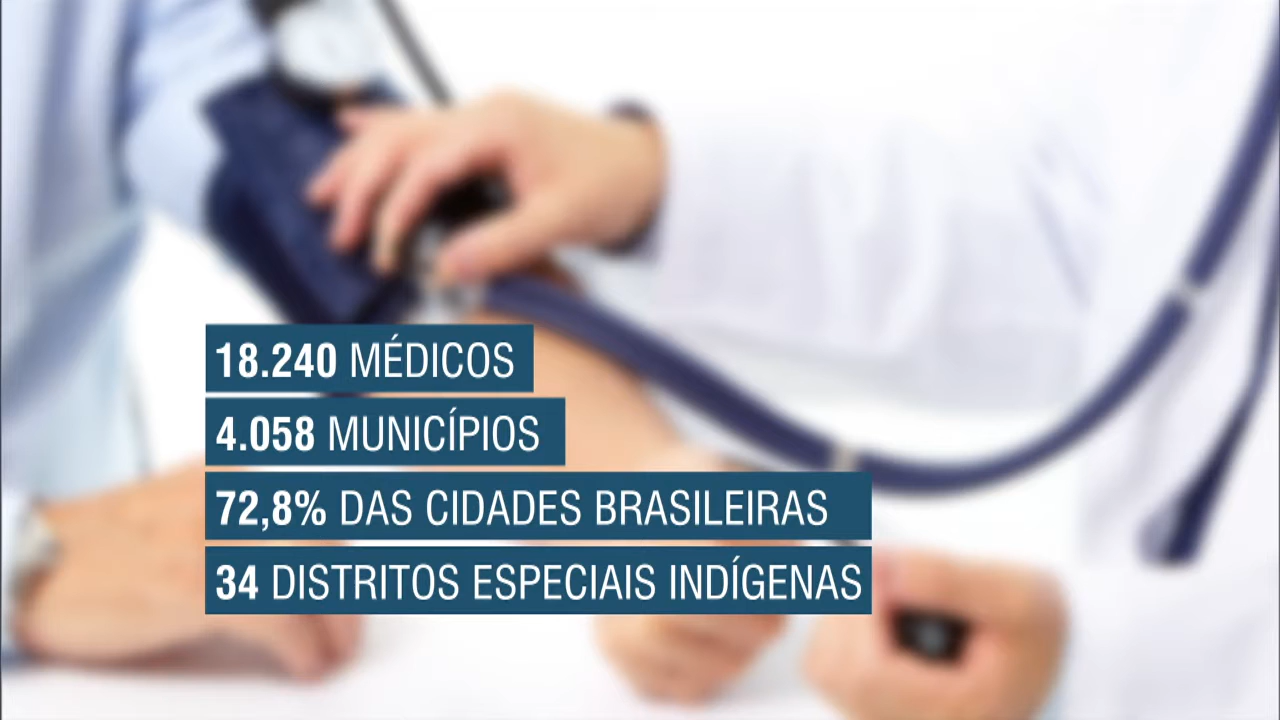 18.240 MÉDICOS
4.058 MUNICÍPIOS
72,8% DAS CIDADES BRASILEIRAS
34 DISTRITOS ESPECIAIS INDÍGENAS